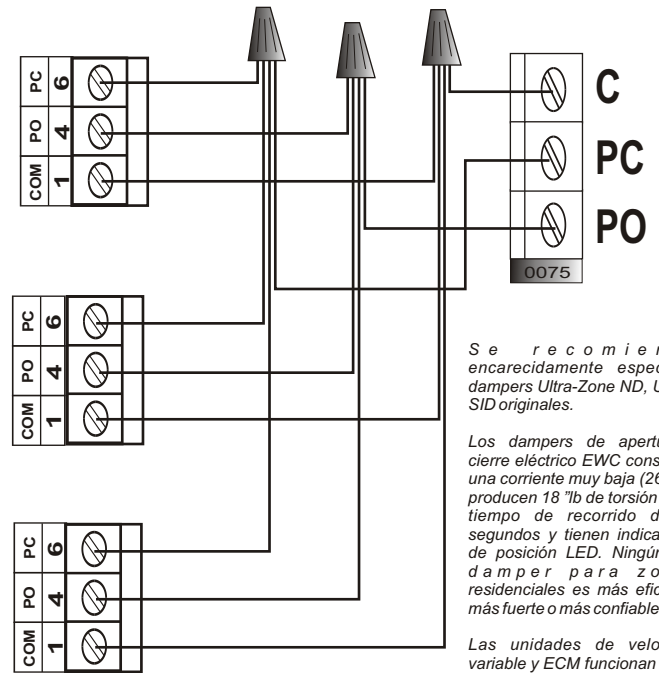 PC 6
PO 4
COM 1
C
PC
PO
0075
PC 6
PO 4
COM 1
PC 6
PO 4
COM 1
Se recomien
encarecidamente espec
dampers Ultra-Zone ND, U
SID originales.
Los dampers de apertu
cierre eléctrico EWC cons
una corriente muy baja (26
producen 18 ”lb de torsión
tiempo de recorrido d
segundos y tienen indica
de posición LED. Ningún
damper para zo
residenciales es más efic
más fuerte o más confiable
Las unidades de velo
variable y ECM funcionan